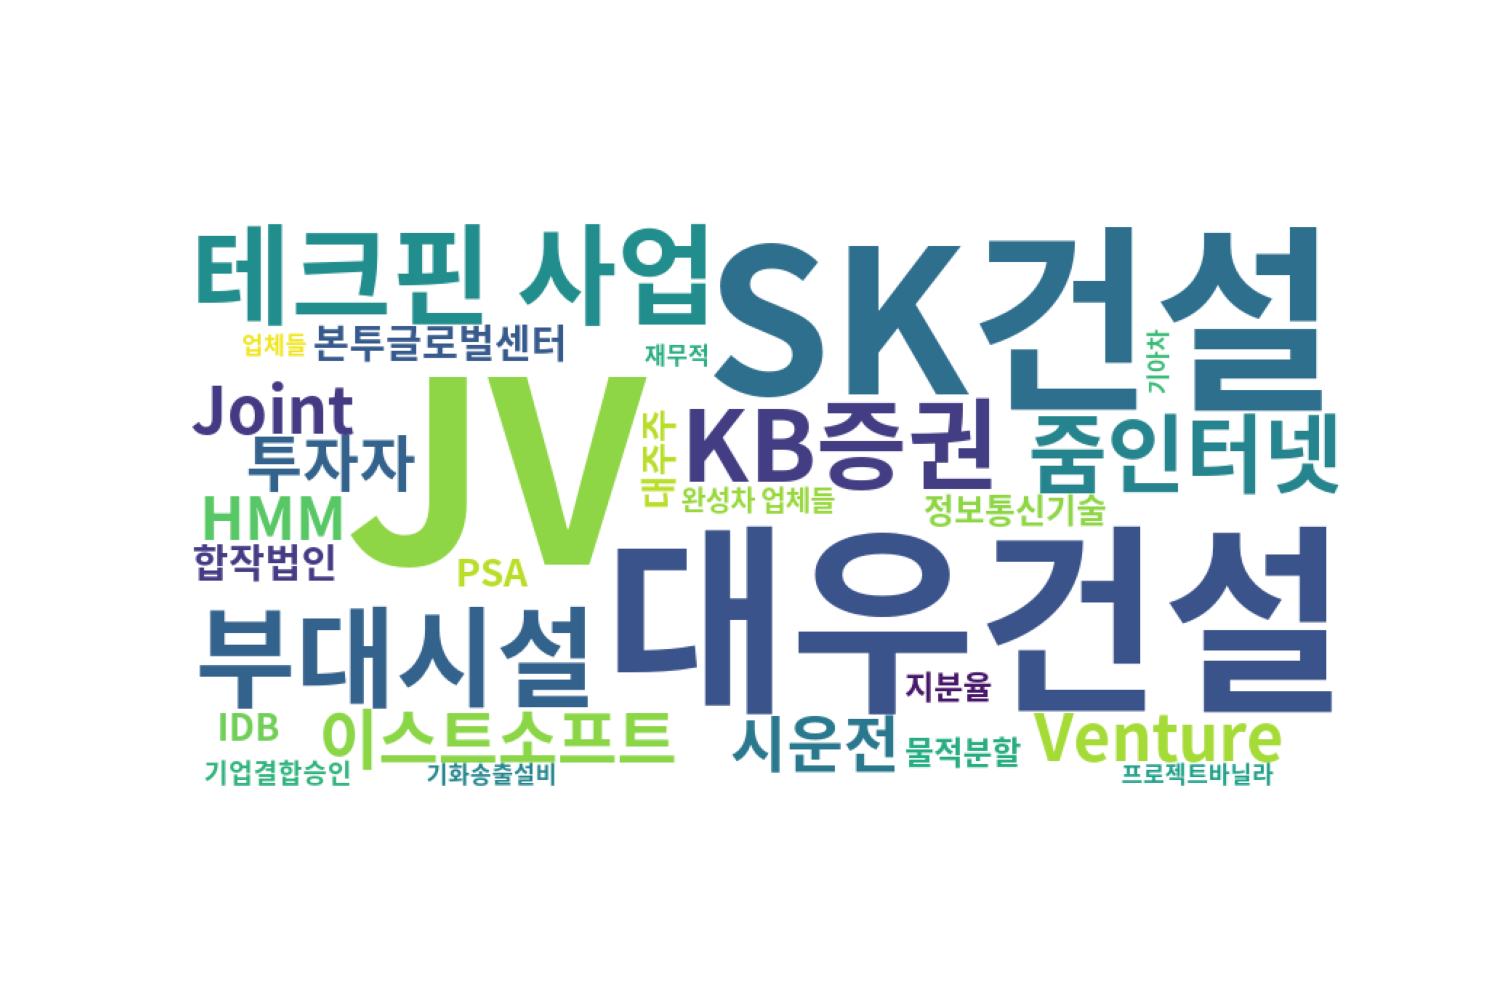 테크핀 사업
SK건설
업체들
본투글로벌센터
재무적
기아차
Joint
JV
대주주
KB증권
줌인터넷
투자자
HMM
완성차 업체들
정보통신기술
합작법인
PSA
대우건설
부대시설
지분율
IDB
이스트소프트
시운전
물적분할
Venture
기업결합승인
기화송출설비
프로젝트바닐라